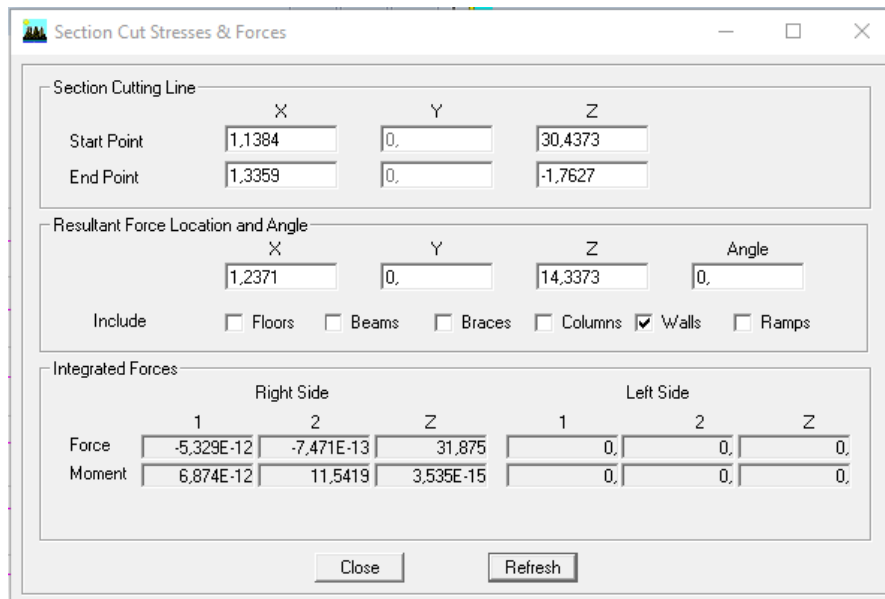 Section Cut Stresses & Forces
Section Cutting Line
X Y Z
Start Point 1,1384 0, 30,4373
End Point 1,3359 0, -1,7627
Resultant Force Location and Angle
X Y Z Angle
1,2371 0, 14,3373 0,
Include Floors Beams Braces Columns Walls Ramps
Integrated Forces
Right Side Left Side
1 2 Z 1 2 Z
Force -5,329E-12 -7,471E-13 31,875 0, 0, 0,
Moment 6,874E-12 11,5419 3,535E-15 0, 0, 0,
Close Refresh